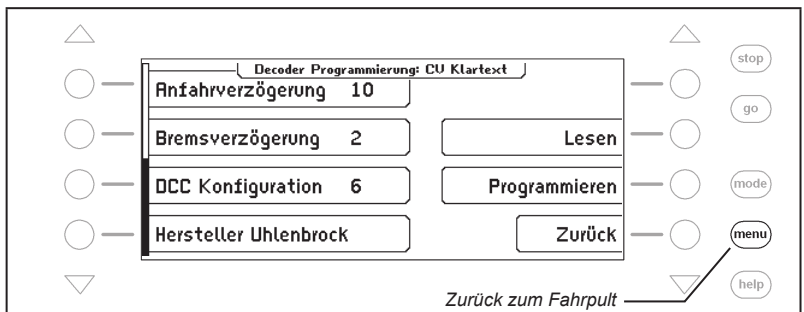 Decoder Programmierung: CV Klartext
stop
Anfahrverzögerung 10
go
Bremsverzögerung 2
Lesen
DCC Konfiguration 6
Programmieren
mode
Hersteller Uhlenbrock
Zurück
menu
help
Zurück zum Fahrpult